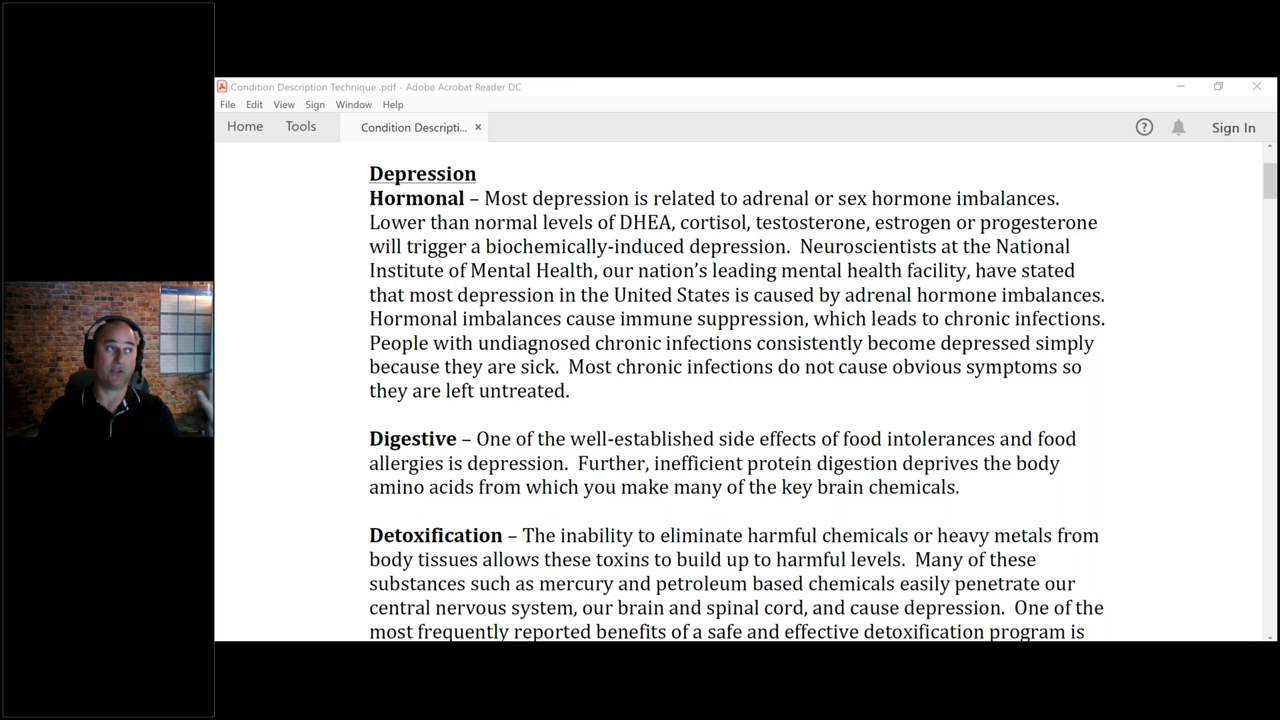 Condition Description Technique .pdf - Adobe Acrobat Reader DC
File Edit View Sign Window Help
Home Tools Condition Descripti... Sign In
Depression
Hormonal – Most depression is related to adrenal or sex hormone imbalances.
Lower than normal levels of DHEA, cortisol, testosterone, estrogen or progesterone
will trigger a biochemically-induced depression. Neuroscientists at the National
Institute of Mental Health, our nation’s leading mental health facility, have stated
that most depression in the United States is caused by adrenal hormone imbalances.
Hormonal imbalances cause immune suppression, which leads to chronic infections.
People with undiagnosed chronic infections consistently become depressed simply
because they are sick. Most chronic infections do not cause obvious symptoms so
they are left untreated.
Digestive – One of the well-established side effects of food intolerances and food
allergies is depression. Further, inefficient protein digestion deprives the body
amino acids from which you make many of the key brain chemicals.
Detoxification – The inability to eliminate harmful chemicals or heavy metals from
body tissues allows these toxins to build up to harmful levels. Many of these
substances such as mercury and petroleum based chemicals easily penetrate our
central nervous system, our brain and spinal cord, and cause depression. One of the
most frequently reported benefits of a safe and effective detoxification program is